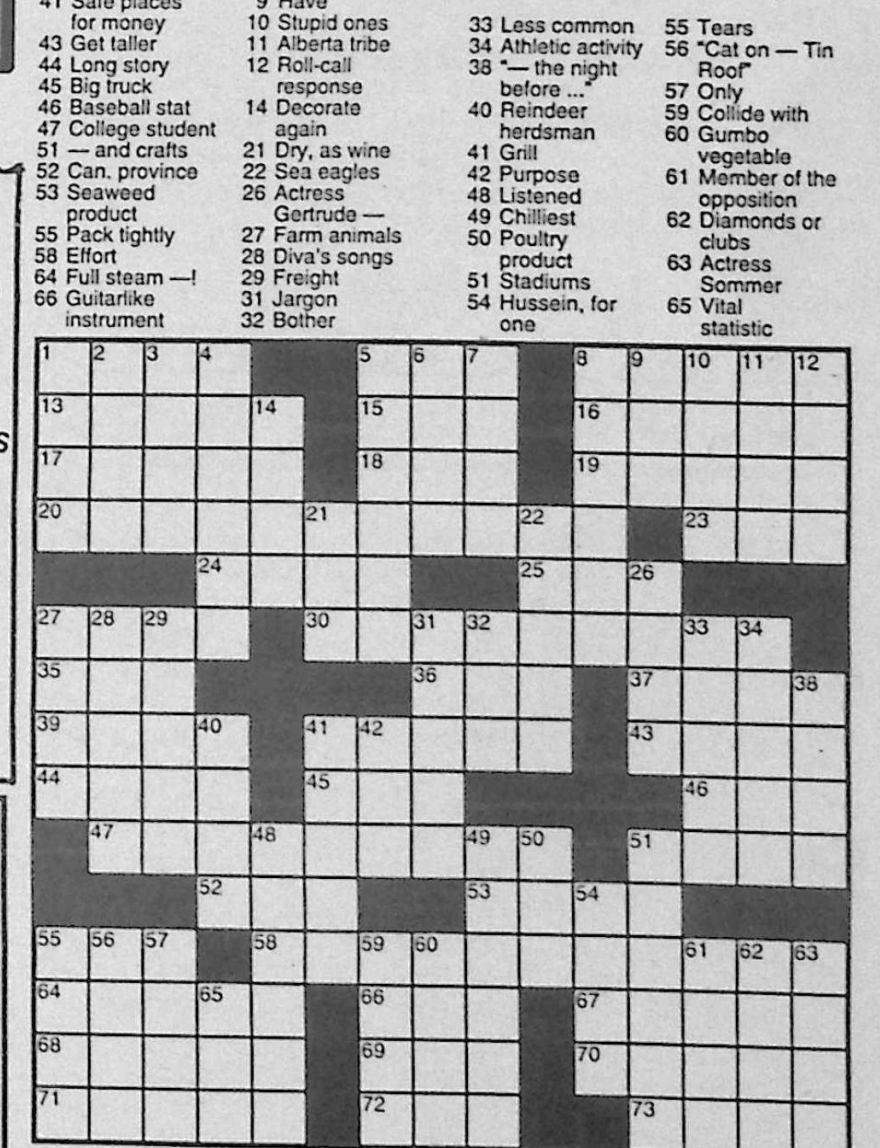 41 Safe places
for money
43 Get taller
44 Long story
45 Big truck
46 Baseball stat
47 College student
51 — and crafts
52 Can. province
53 Seaweed
product
55 Pack tightly
58 Effort
64 Full steam —!
66 Guitarlike
instrument
9 Have
10 Stupid ones
11 Alberta tribe
12 Roll-call
response
14 Decorate
again
21 Dry, as wine
22 Sea eagles
26 Actress
Gertrude —
27 Farm animals
28 Diva's songs
29 Freight
31 Jargon
32 Bother
33 Less common
34 Athletic activity
38 "— the night
before ..."
40 Reindeer
herdsman
41 Grill
42 Purpose
48 Listened
49 Chilliest
50 Poultry
product
51 Stadiums
54 Hussein, for
one
55 Tears
56 "Cat on — Tin
Roof"
57 Only
59 Collide with
60 Gumbo
vegetable
61 Member of the
opposition
62 Diamonds or
clubs
63 Actress
Sommer
65 Vital
statistic
1 2 3 4 5 6 7 8 9 10 11 12
13 14 15 16
17 18 19
20 21 22 23
24 25 26
27 28 29 30 31 32 33 34
35 36 37 38
39 40 41 42 43
44 45 46
47 48 49 50 51
52 53 54
55 56 57 58 59 60 61 62 63
64 65 66 67
68 69 70
71 72 73